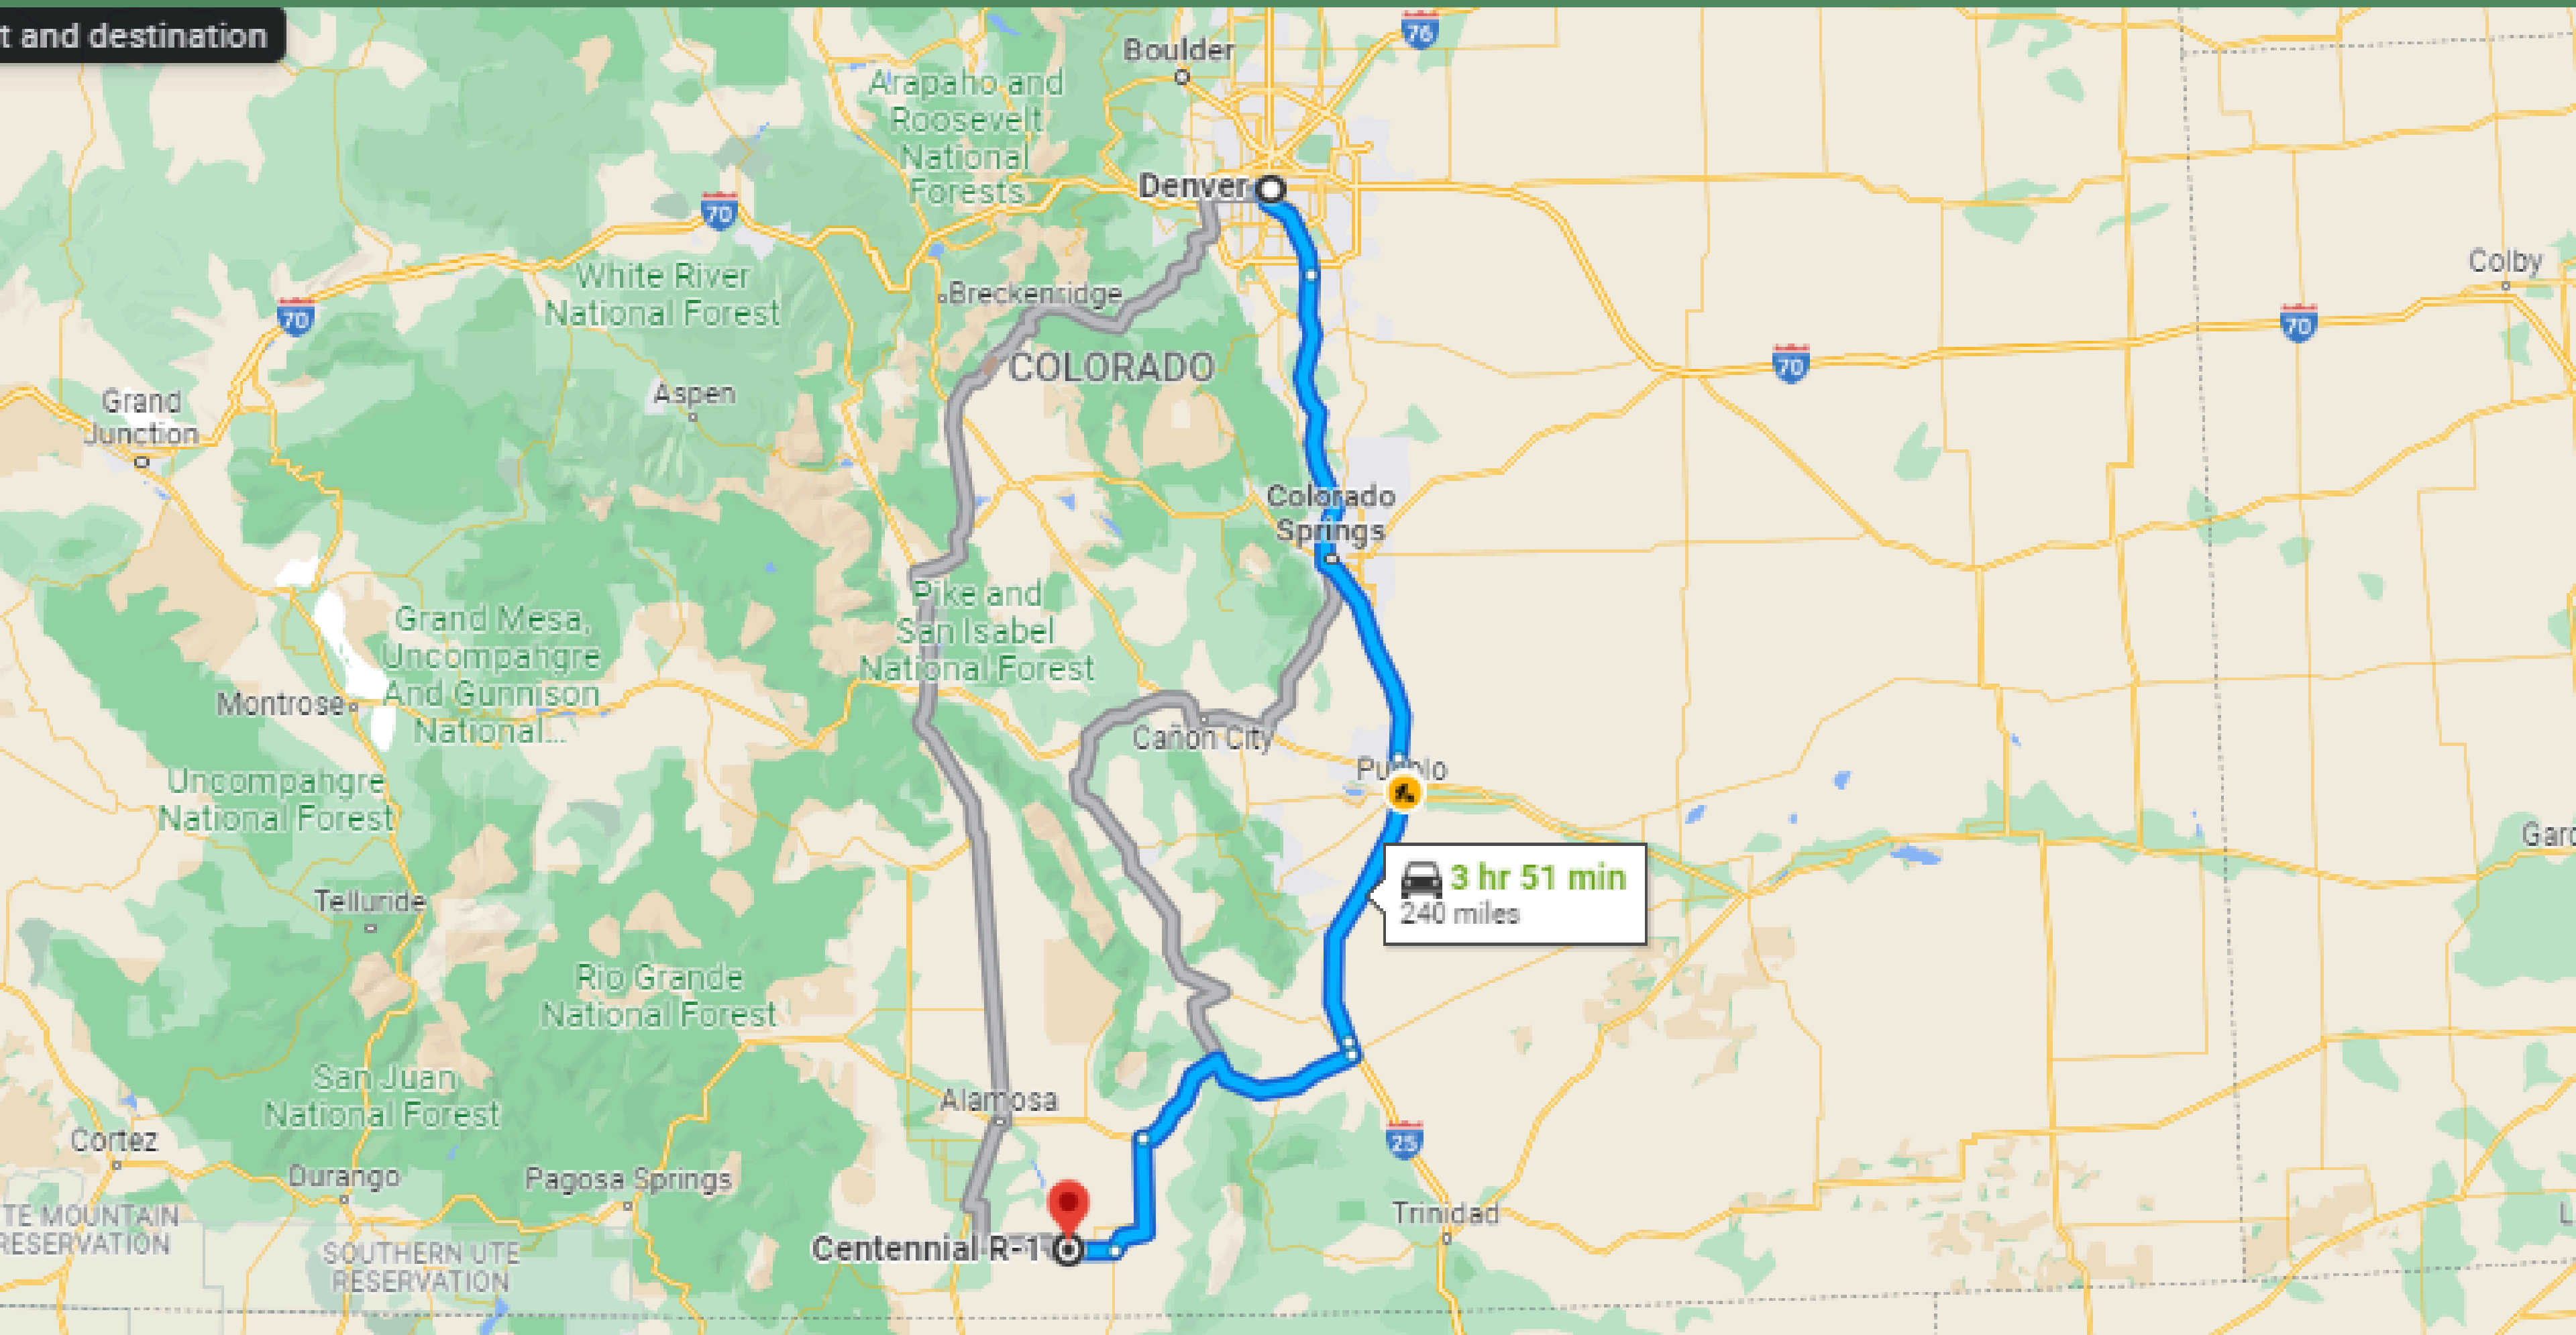 t and destination
Boulder
76
Arapaho and
Roosevelt
National
Forests
Denver
70
White River
National Forest
Colby
70
Breckenridge
70
70
COLORADO
Aspen
Grand
Junction
Colorado
Springs
Pike and
San Isabel
National Forest
Grand Mesa,
Uncompahgre
And Gunnison
National...
Montrose
Cañon City
Pueblo
Uncompahgre
National Forest
Gard
3 hr 51 min
240 miles
Telluride
Rio Grande
National Forest
San Juan
National Forest
Alamosa
Cortez
25
Durango
Pagosa Springs
Trinidad
L
TE MOUNTAIN
RESERVATION
SOUTHERN UTE
RESERVATION
Centennial R-1